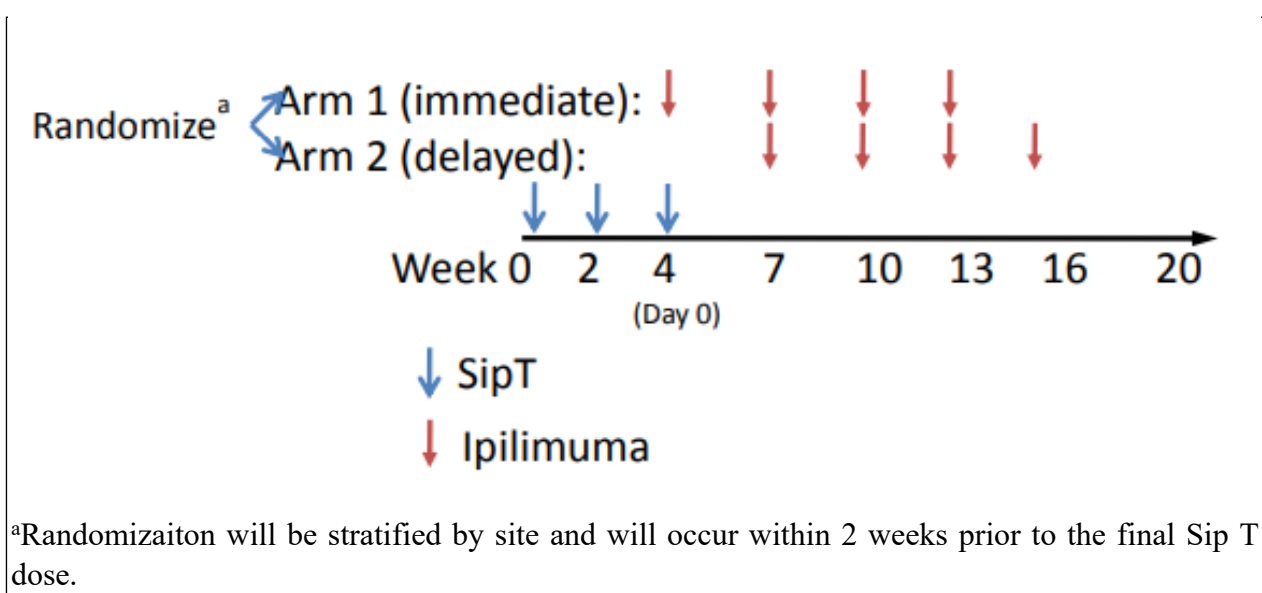 Randomizeᵃ
Arm 1 (immediate):
Arm 2 (delayed):
Week 0 2 4 7 10 13 16 20
(Day 0)
SipT
Ipilimuma
ᵃRandomizaiton will be stratified by site and will occur within 2 weeks prior to the final Sip T
dose.